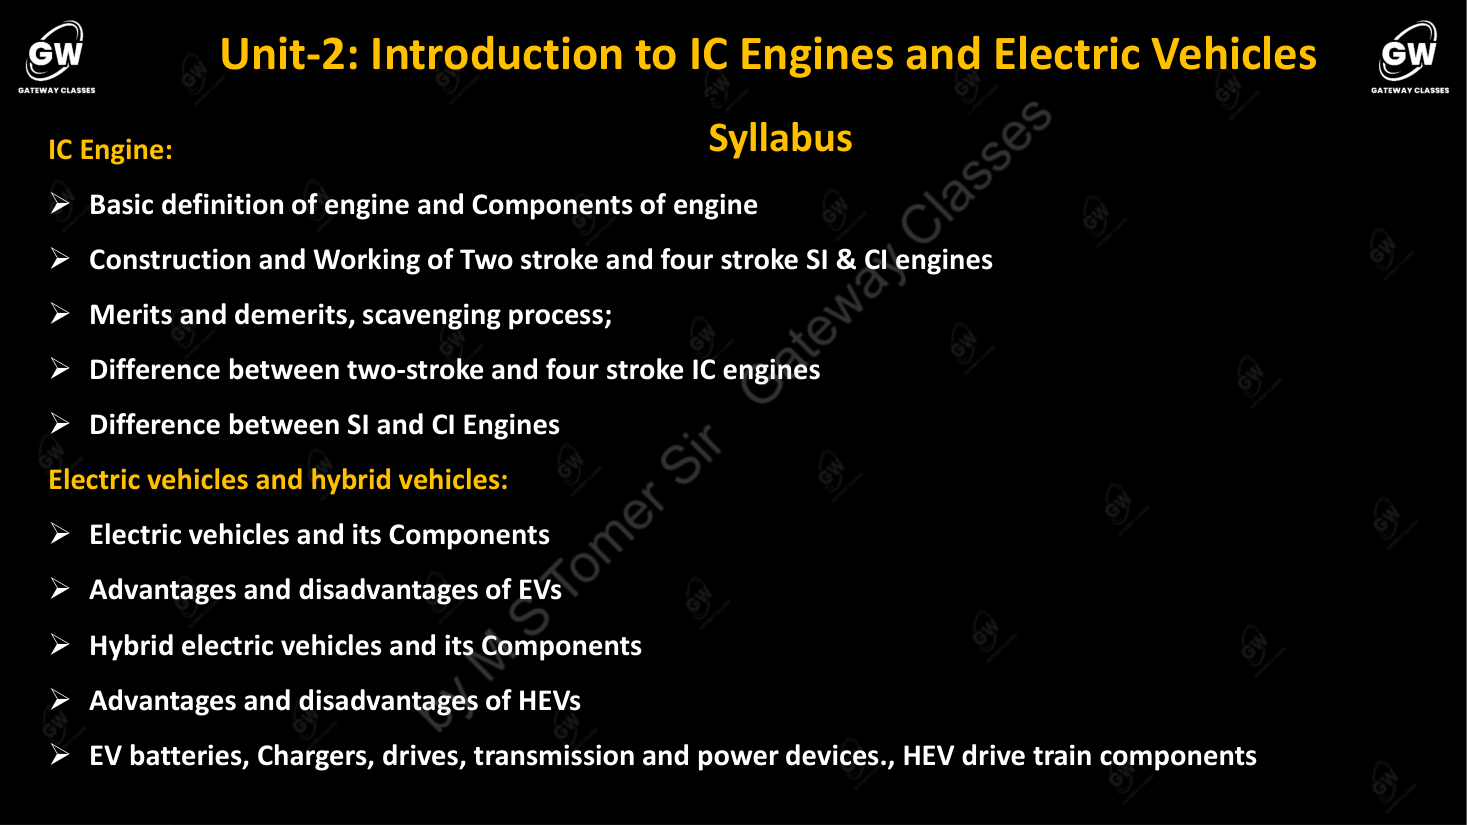 GW
GATEWAY CLASSES
Unit-2: Introduction to IC Engines and Electric Vehicles
GW
GATEWAY CLASSES
Syllabus
IC Engine:
Basic definition of engine and Components of engine
Construction and Working of Two stroke and four stroke SI & CI engines
Merits and demerits, scavenging process;
Difference between two-stroke and four stroke IC engines
Difference between SI and CI Engines
Electric vehicles and hybrid vehicles:
Electric vehicles and its Components
Advantages and disadvantages of EVs
Hybrid electric vehicles and its Components
Advantages and disadvantages of HEVs
EV batteries, Chargers, drives, transmission and power devices., HEV drive train components
by M S Tomer Sir Gateway Classes